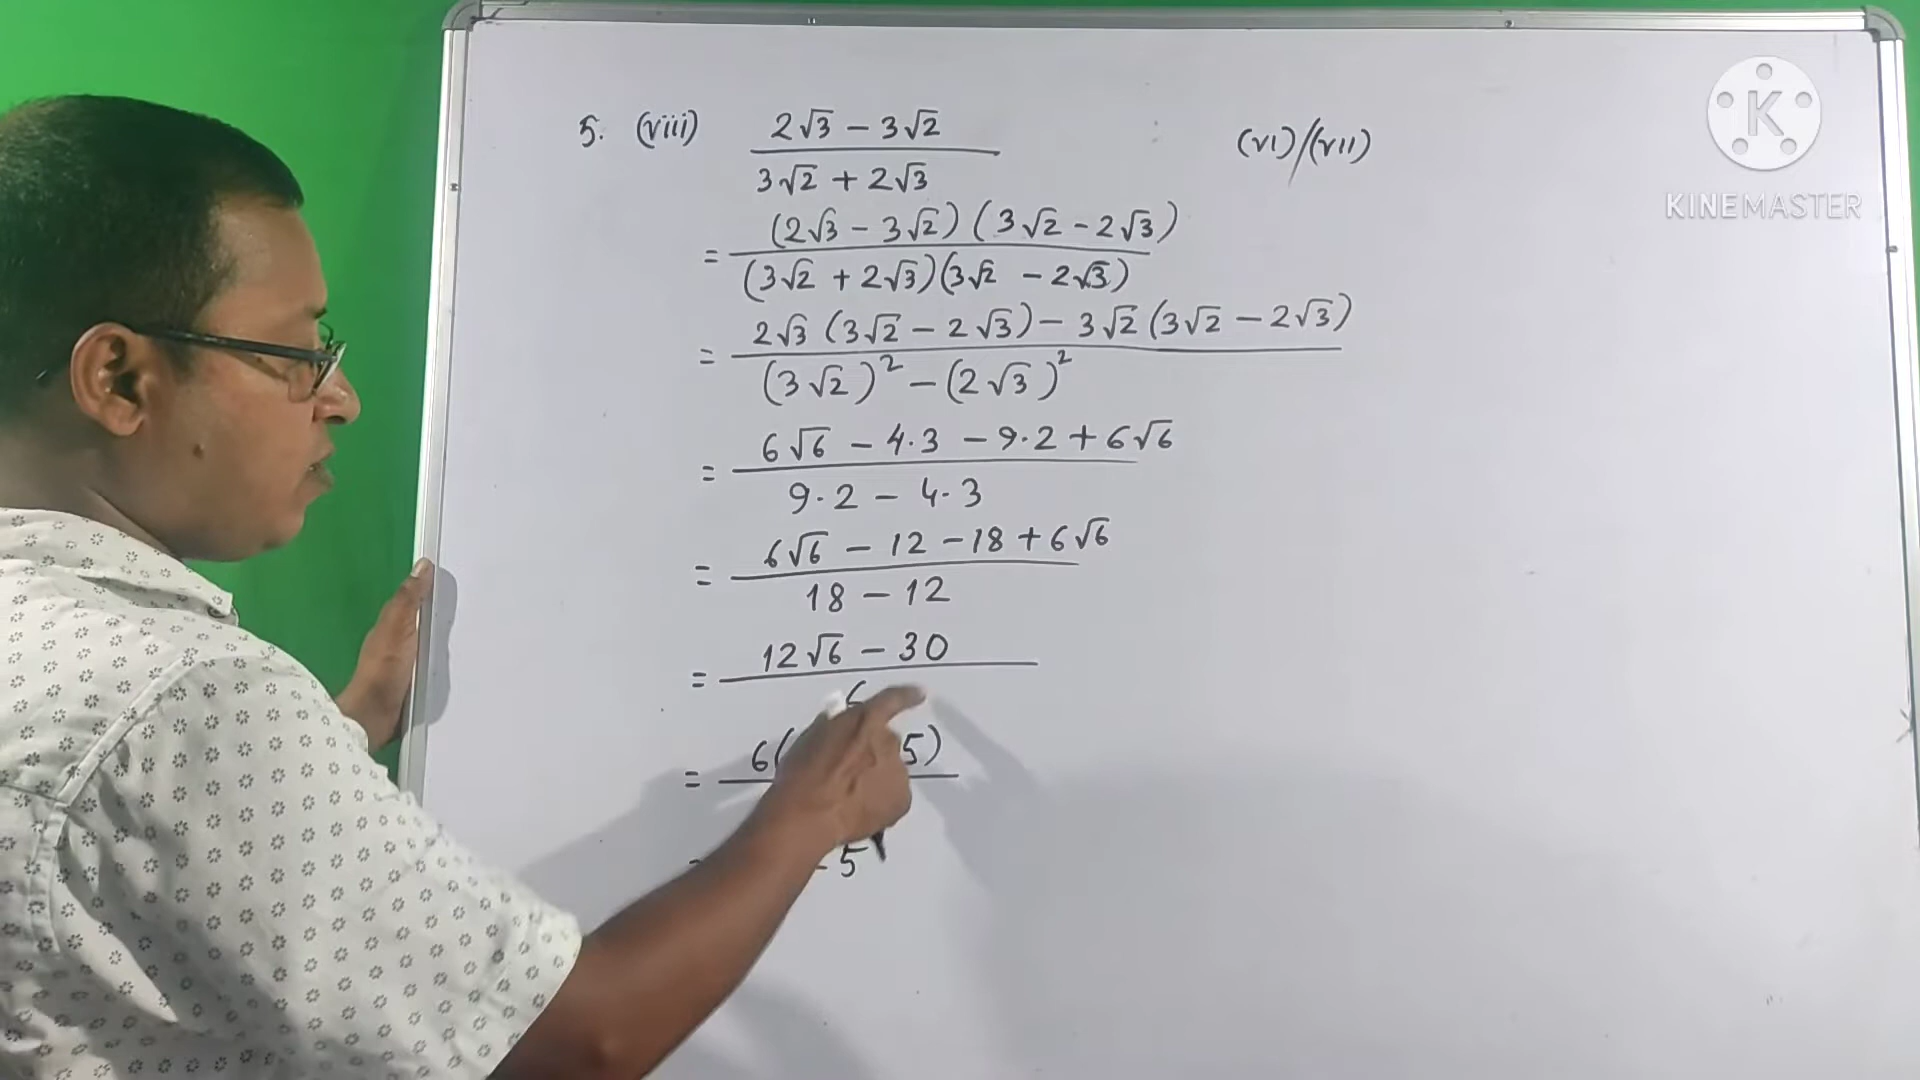 5. (viii) 2√3 - 3√2 (VI)/(VII)
3√2 + 2√3
= (2√3 - 3√2) (3√2 - 2√3)
(3√2 + 2√3)(3√2 - 2√3)
= 2√3 (3√2 - 2√3) - 3√2 (3√2 - 2√3)
(3√2)² - (2√3)²
= 6√6 - 4·3 - 9·2 + 6√6
9·2 - 4·3
= 6√6 - 12 - 18 + 6√6
18 - 12
= 12√6 - 30
6
= 6( 5)
= - 5
K
KINEMASTER